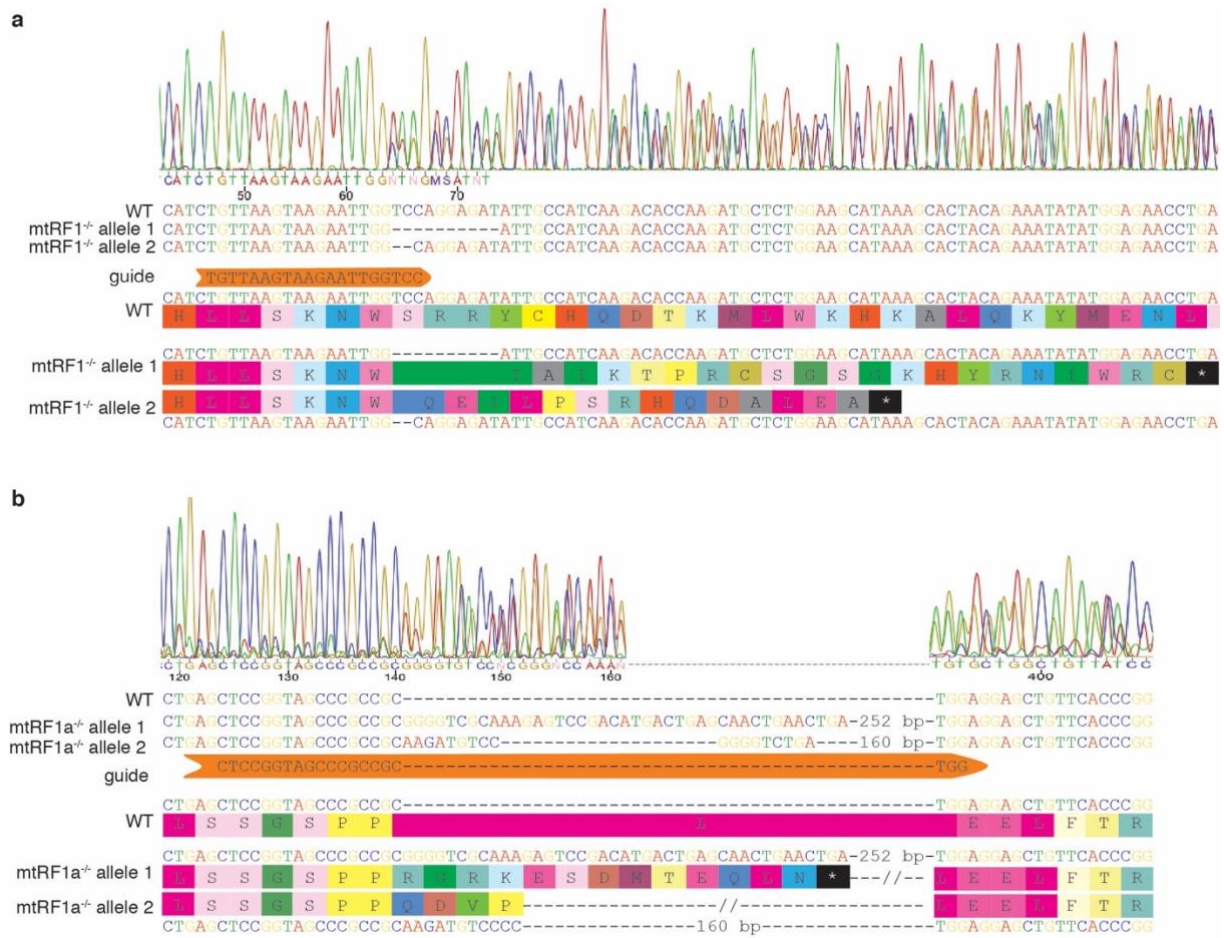 a
CATCTGTTAAGTAAGAATTGGNTNGMSATNT
50 60 70
WT CATCTGTTAAGTAAGAATTGGTCCAGGAGATATTGCCATCAAGACACCAAGATGCTCTGGAAGCATAAAGCACTACAGAAATATATGGAGAACCTGA
mtRF1-/- allele 1 CATCTGTTAAGTAAGAATTGG-----------ATTGCCATCAAGACACCAAGATGCTCTGGAAGCATAAAGCACTACAGAAATATATGGAGAACCTGA
mtRF1-/- allele 2 CATCTGTTAAGTAAGAATTGG--CAGGAGATATTGCCATCAAGACACCAAGATGCTCTGGAAGCATAAAGCACTACAGAAATATATGGAGAACCTGA
guide TGTTAAGTAAGAATTGGTCC
CATCTGTTAAGTAAGAATTGGTCCAGGAGATATTGCCATCAAGACACCAAGATGCTCTGGAAGCATAAAGCACTACAGAAATATATGGAGAACCTGA
WT H L L S K N W S R R Y C H Q D T K M L W K H K A L Q K Y M E N L
CATCTGTTAAGTAAGAATTGG-----------ATTGCCATCAAGACACCAAGATGCTCTGGAAGCATAAAGCACTACAGAAATATATGGAGAACCTGA
mtRF1-/- allele 1 H L L S K N W I A I K T P R C S G S G K H Y R N I W R C *
mtRF1-/- allele 2 H L L S K N W Q E I L P S R H Q D A L E A *
CATCTGTTAAGTAAGAATTGG--CAGGAGATATTGCCATCAAGACACCAAGATGCTCTGGAAGCATAAAGCACTACAGAAATATATGGAGAACCTGA
b
CTGAGCTCCGGTAGCCCGCCGCGGGGTGTCCNCGGGNCCAAAN TGTGCTGGCTGTTATCC
120 130 140 150 160 400
WT CTGAGCTCCGGTAGCCCGCCGC--------------------------------------------------TGGAGGAGCTGTTCACCCGG
mtRF1a-/- allele 1 CTGAGCTCCGGTAGCCCGCCGCGGGGTCGCAAAGAGTCCGACATGACTGAGCAACTGAACTGA-252 bp-TGGAGGAGCTGTTCACCCGG
mtRF1a-/- allele 2 CTGAGCTCCGGTAGCCCGCCGCAAGATGTCC--------------------GGGGTCTGA----160 bp-TGGAGGAGCTGTTCACCCGG
guide CTCCGGTAGCCCGCCGC--------------------------------------------------TGG
CTGAGCTCCGGTAGCCCGCCGC--------------------------------------------------TGGAGGAGCTGTTCACCCGG
WT L S S G S P P L E E L F T R
CTGAGCTCCGGTAGCCCGCCGCGGGGTCGCAAAGAGTCCGACATGACTGAGCAACTGAACTGA-252 bp-TGGAGGAGCTGTTCACCCGG
mtRF1a-/- allele 1 L S S G S P P R G R K E S D M T E Q L N * ---//--- L E E L F T R
mtRF1a-/- allele 2 L S S G S P P Q D V P -------//------- L E E L F T R
CTGAGCTCCGGTAGCCCGCCGCAAGATGTCCCC----------------160 bp----------------TGGAGGAGCTGTTCACCCGG